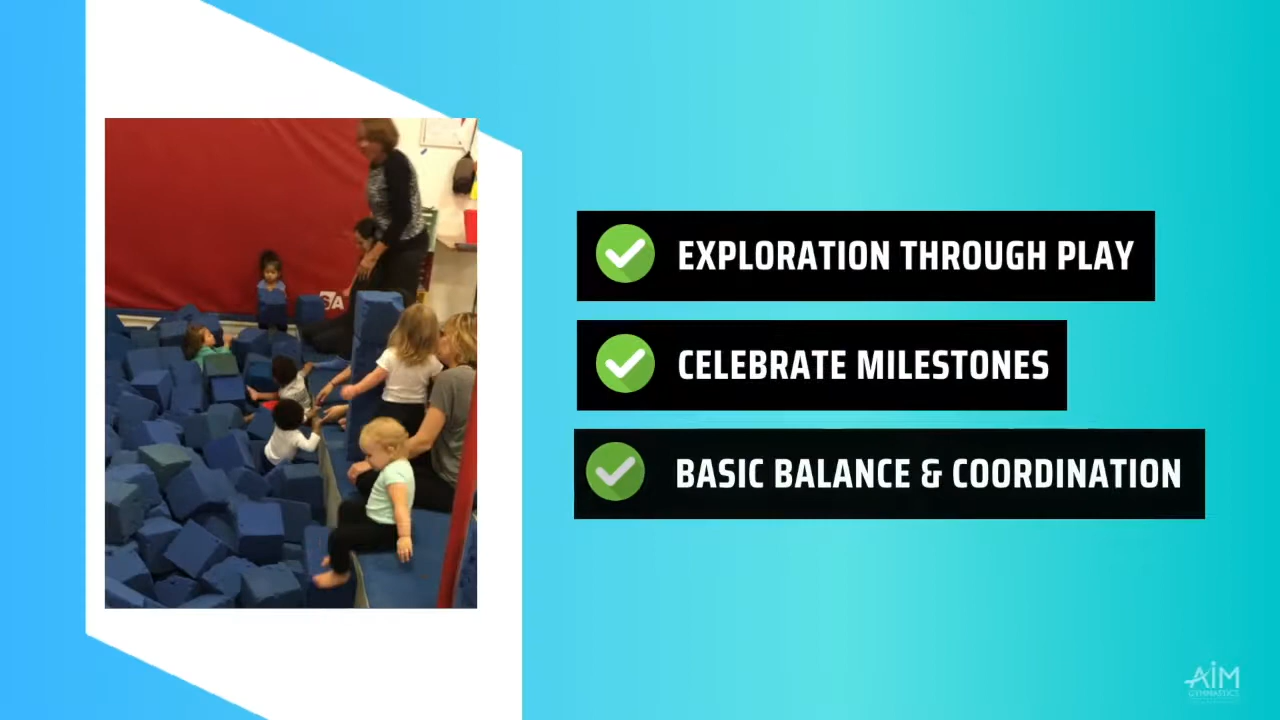 EXPLORATION THROUGH PLAY
CELEBRATE MILESTONES
BASIC BALANCE & COORDINATION
AIM
GYMNASTICS